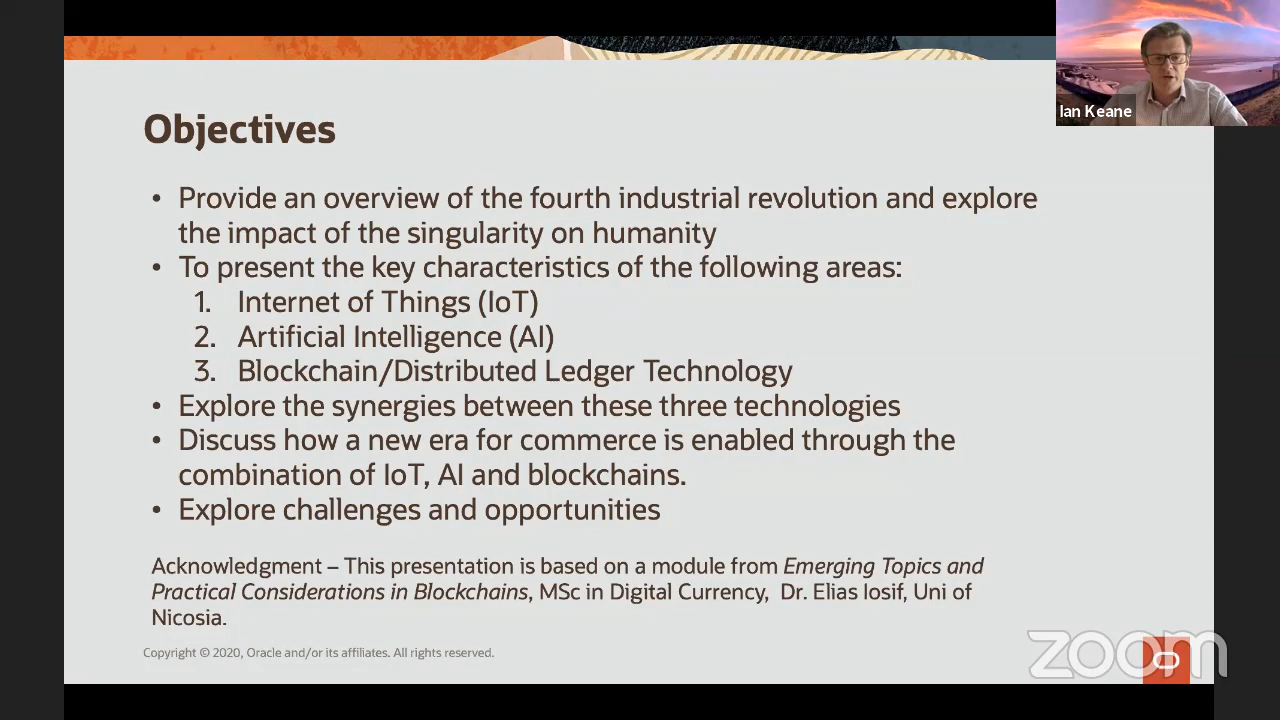 Ian Keane
Objectives
• Provide an overview of the fourth industrial revolution and explore
the impact of the singularity on humanity
• To present the key characteristics of the following areas:
1. Internet of Things (IoT)
2. Artificial Intelligence (AI)
3. Blockchain/Distributed Ledger Technology
• Explore the synergies between these three technologies
• Discuss how a new era for commerce is enabled through the
combination of IoT, AI and blockchains.
• Explore challenges and opportunities
Acknowledgment – This presentation is based on a module from Emerging Topics and
Practical Considerations in Blockchains, MSc in Digital Currency, Dr. Elias Iosif, Uni of
Nicosia.
Copyright © 2020, Oracle and/or its affiliates. All rights reserved.
zoom